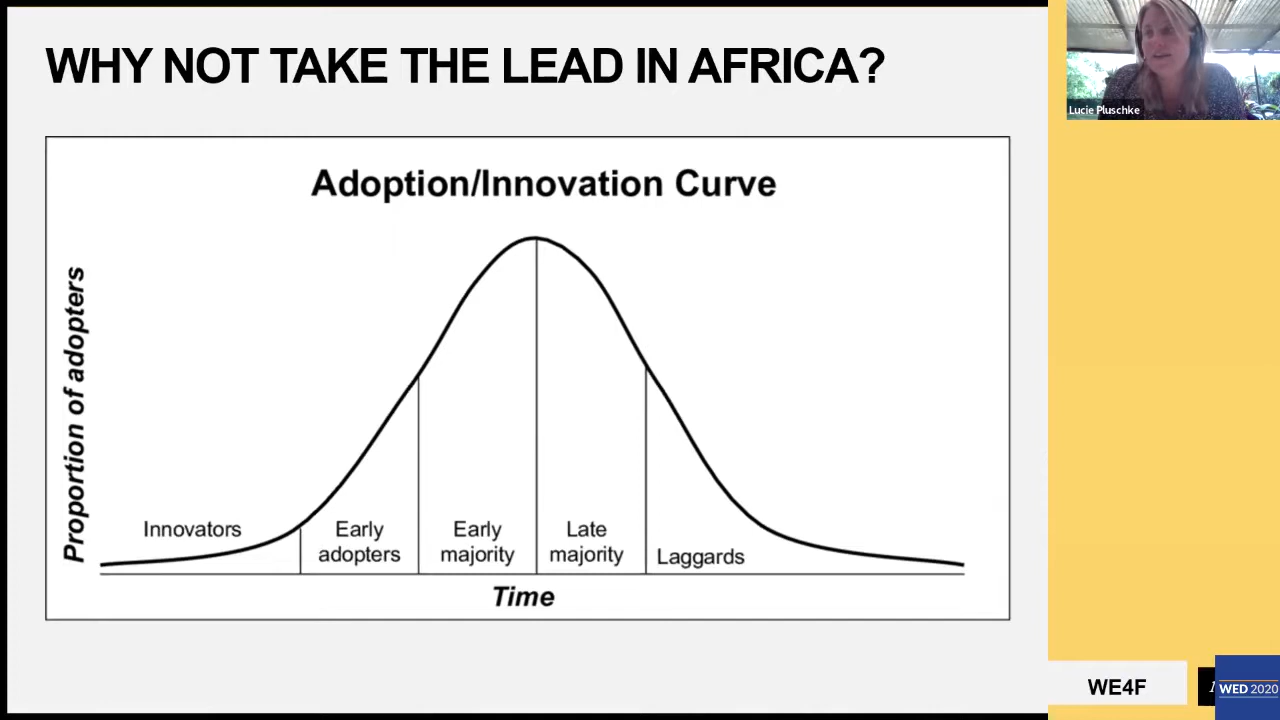 WHY NOT TAKE THE LEAD IN AFRICA?
Lucie Pluschke
Adoption/Innovation Curve
Proportion of adopters
Innovators
Early
adopters
Early
majority
Late
majority
Laggards
Time
WE4F
WED 2020